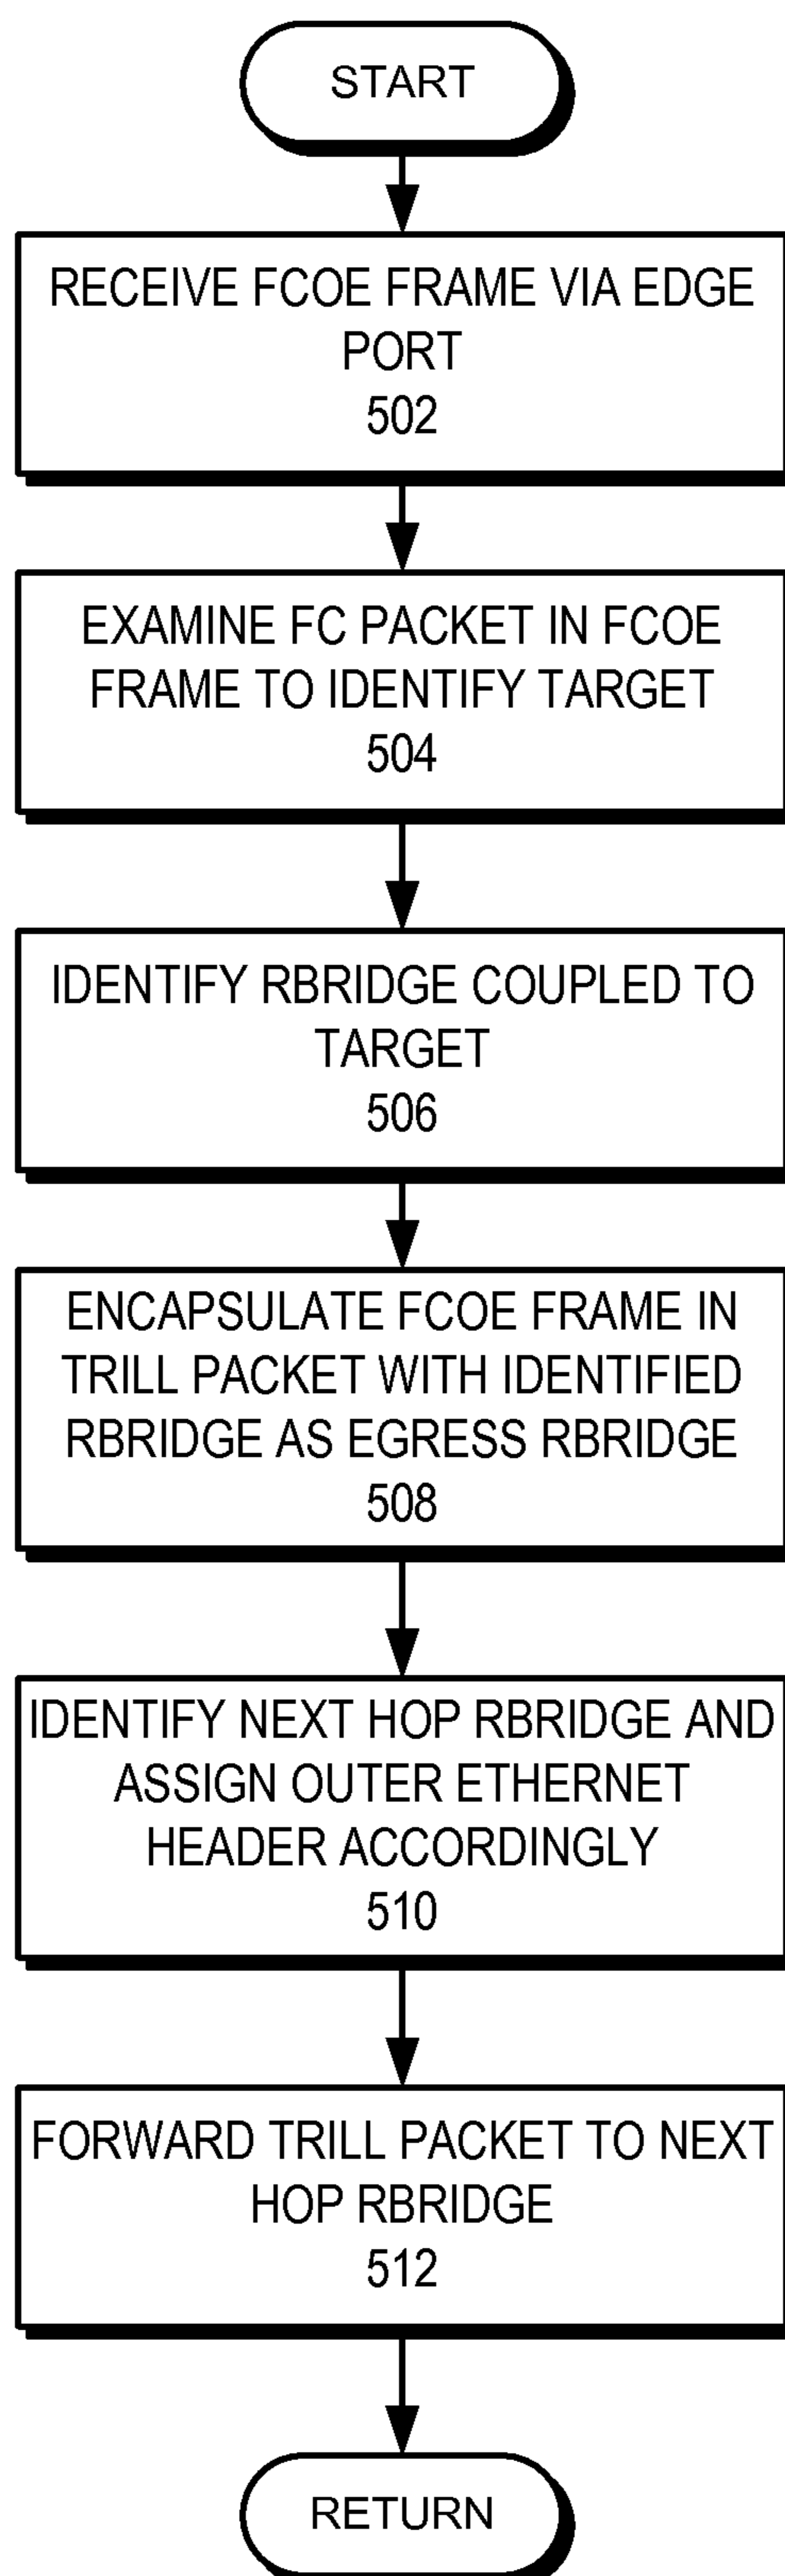 START
RECEIVE FCOE FRAME VIA EDGE
PORT
502
EXAMINE FC PACKET IN FCOE
FRAME TO IDENTIFY TARGET
504
IDENTIFY RBRIDGE COUPLED TO
TARGET
506
ENCAPSULATE FCOE FRAME IN
TRILL PACKET WITH IDENTIFIED
RBRIDGE AS EGRESS RBRIDGE
508
IDENTIFY NEXT HOP RBRIDGE AND
ASSIGN OUTER ETHERNET
HEADER ACCORDINGLY
510
FORWARD TRILL PACKET TO NEXT
HOP RBRIDGE
512
RETURN